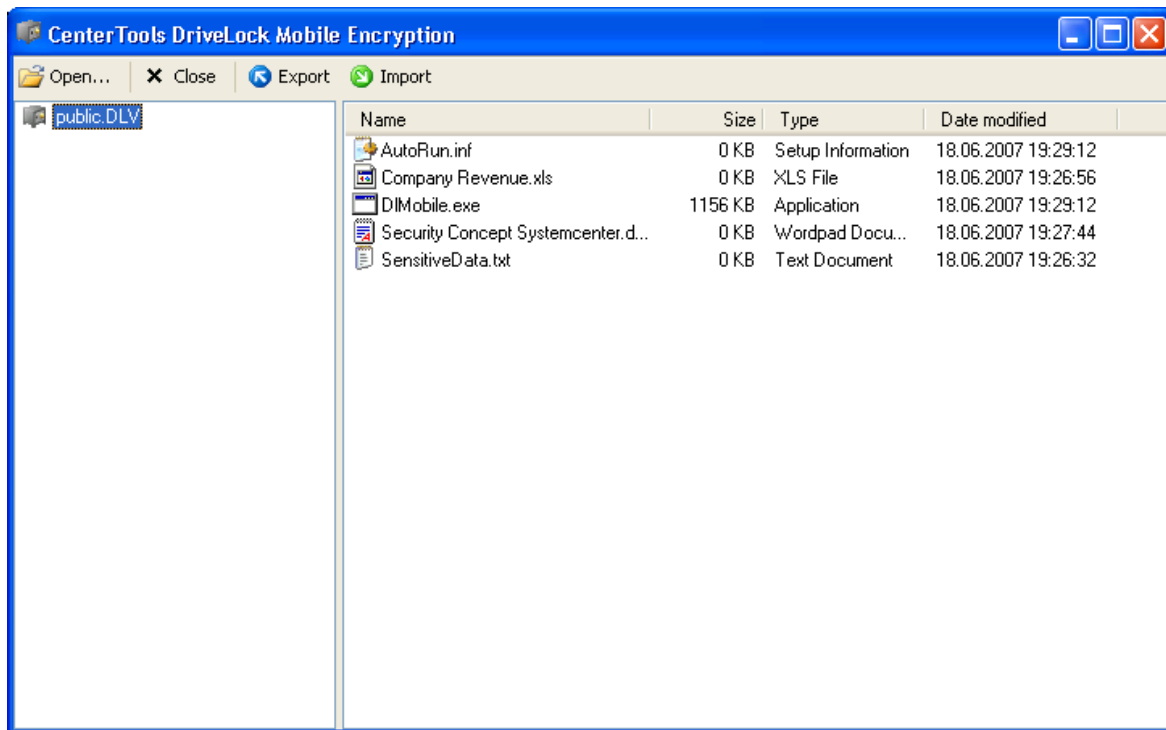 CenterTools DriveLock Mobile Encryption
Open... Close Export Import
public.DLV
Name Size Type Date modified
AutoRun.inf 0 KB Setup Information 18.06.2007 19:29:12
Company Revenue.xls 0 KB XLS File 18.06.2007 19:26:56
DlMobile.exe 1156 KB Application 18.06.2007 19:29:12
Security Concept Systemcenter.d... 0 KB Wordpad Docu... 18.06.2007 19:27:44
SensitiveData.txt 0 KB Text Document 18.06.2007 19:26:32